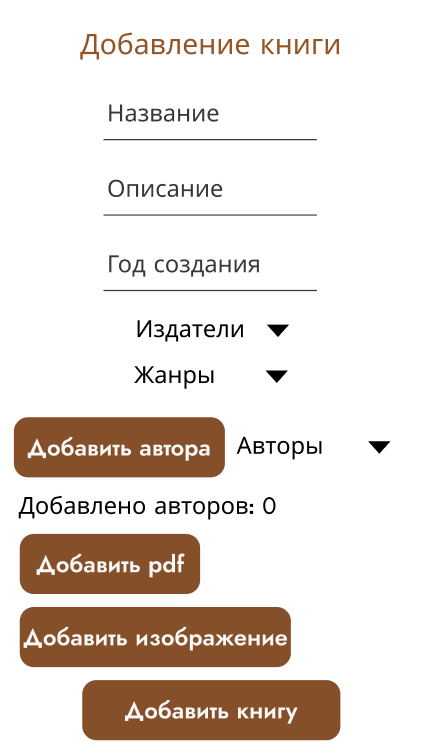 Добавление книги
Название
Описание
Год создания
Издатели
Жанры
Добавить автора Авторы
Добавлено авторов: 0
Добавить pdf
Добавить изображение
Добавить книгу